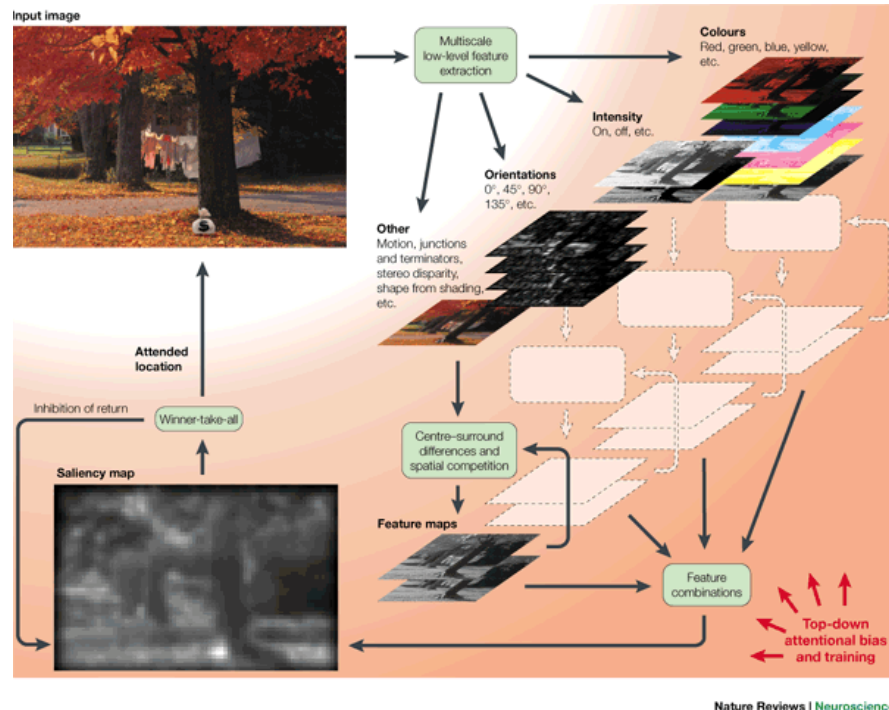 Input image
Multiscale
low-level feature
extraction
Colours
Red, green, blue, yellow,
etc.
Intensity
On, off, etc.
Orientations
0°, 45°, 90°,
135°, etc.
Other
Motion, junctions
and terminators,
stereo disparity,
shape from shading,
etc.
$
Attended
location
Inhibition of return
Winner-take-all
Centre–surround
differences and
spatial competition
Saliency map
Feature maps
Feature
combinations
Top-down
attentional bias
and training
Nature Reviews | Neuroscience